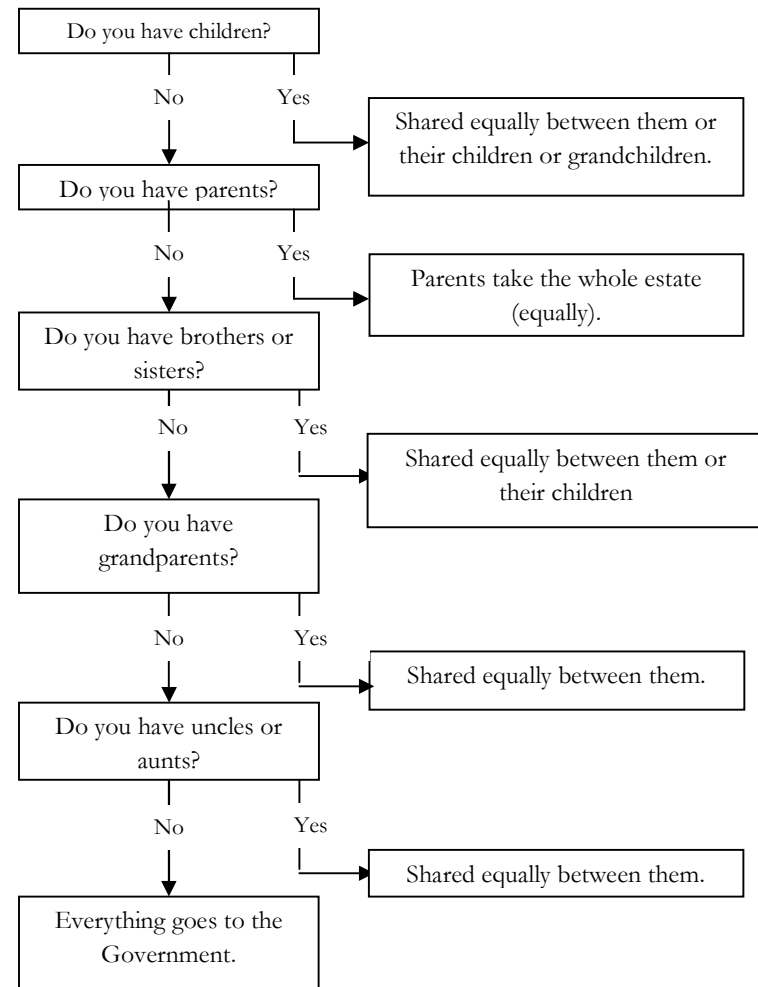 Do you have children?
No
Yes
Shared equally between them or
their children or grandchildren.
Do you have parents?
No
Yes
Parents take the whole estate
(equally).
Do you have brothers or
sisters?
No
Yes
Shared equally between them or
their children
Do you have
grandparents?
No
Yes
Shared equally between them.
Do you have uncles or
aunts?
No
Yes
Shared equally between them.
Everything goes to the
Government.